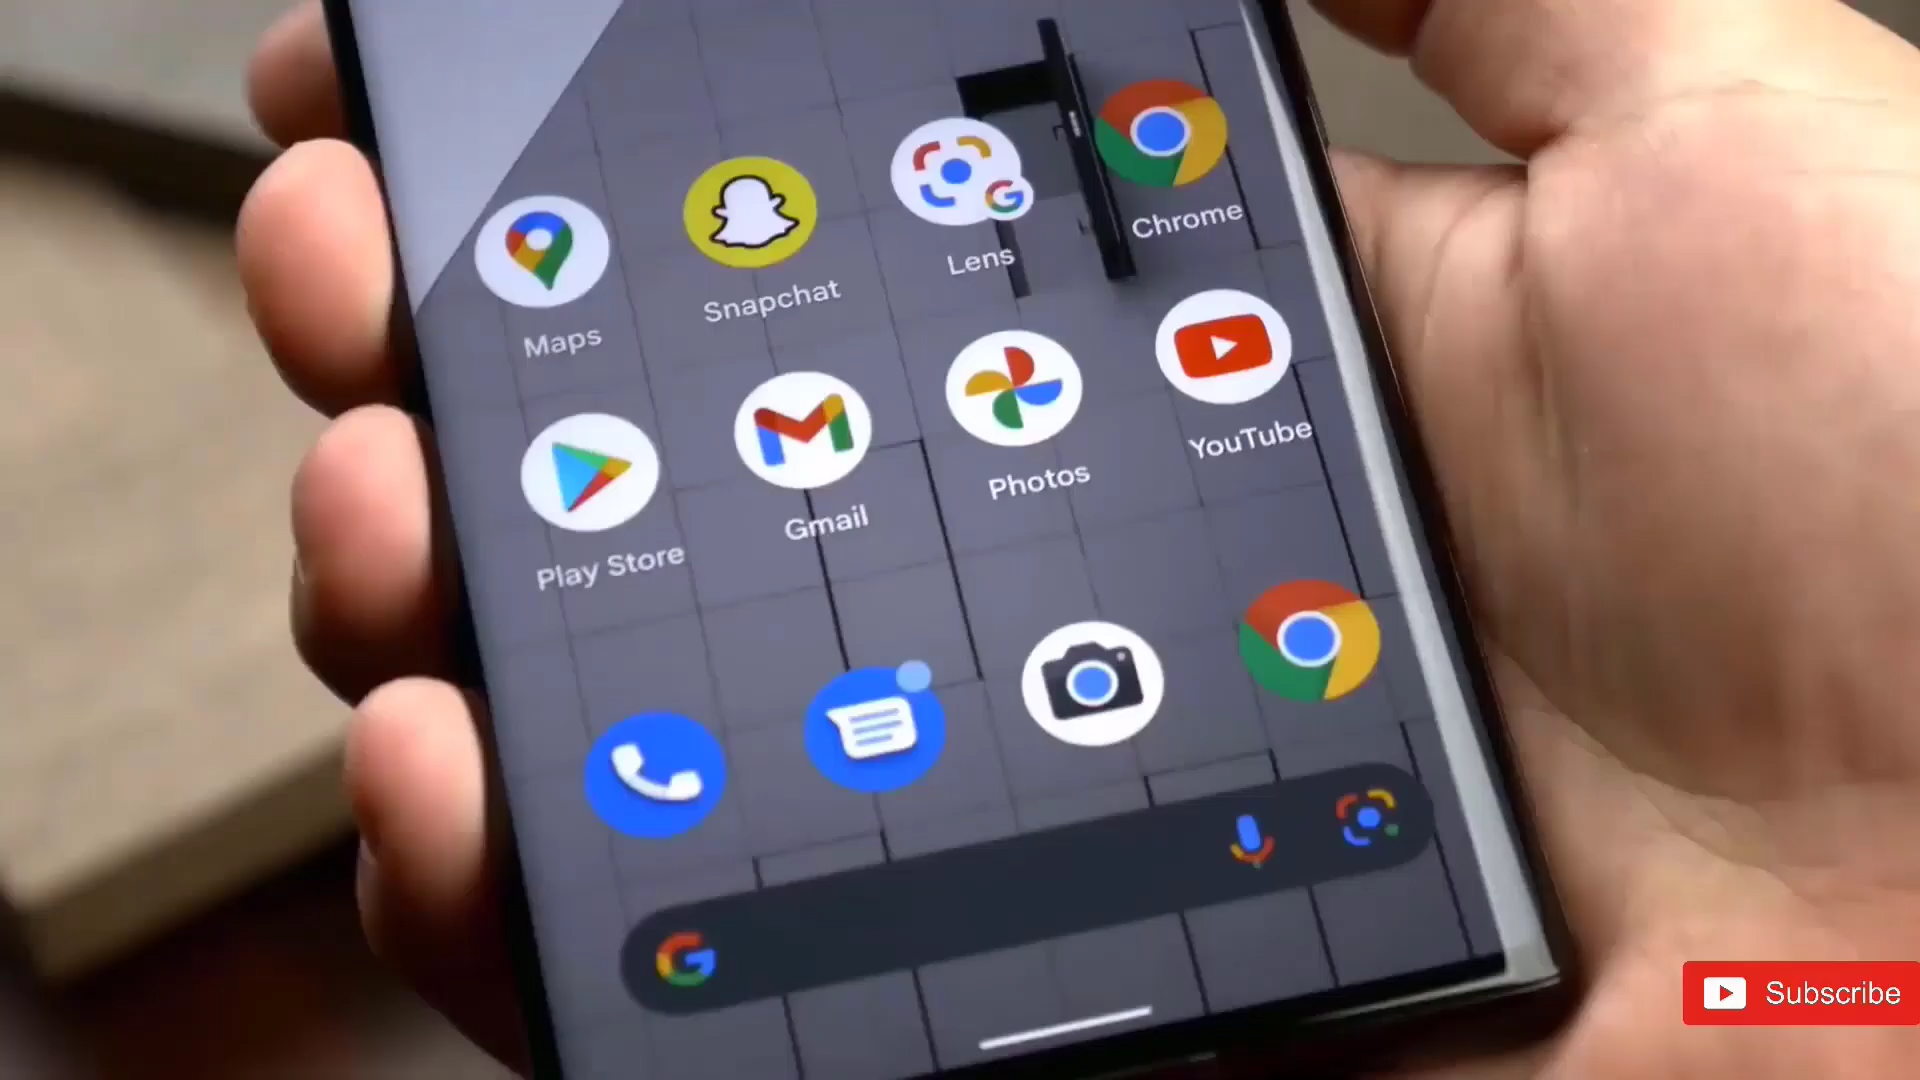 Maps
Snapchat
Lens
Chrome
Play Store
Gmail
Photos
YouTube
G
Subscribe